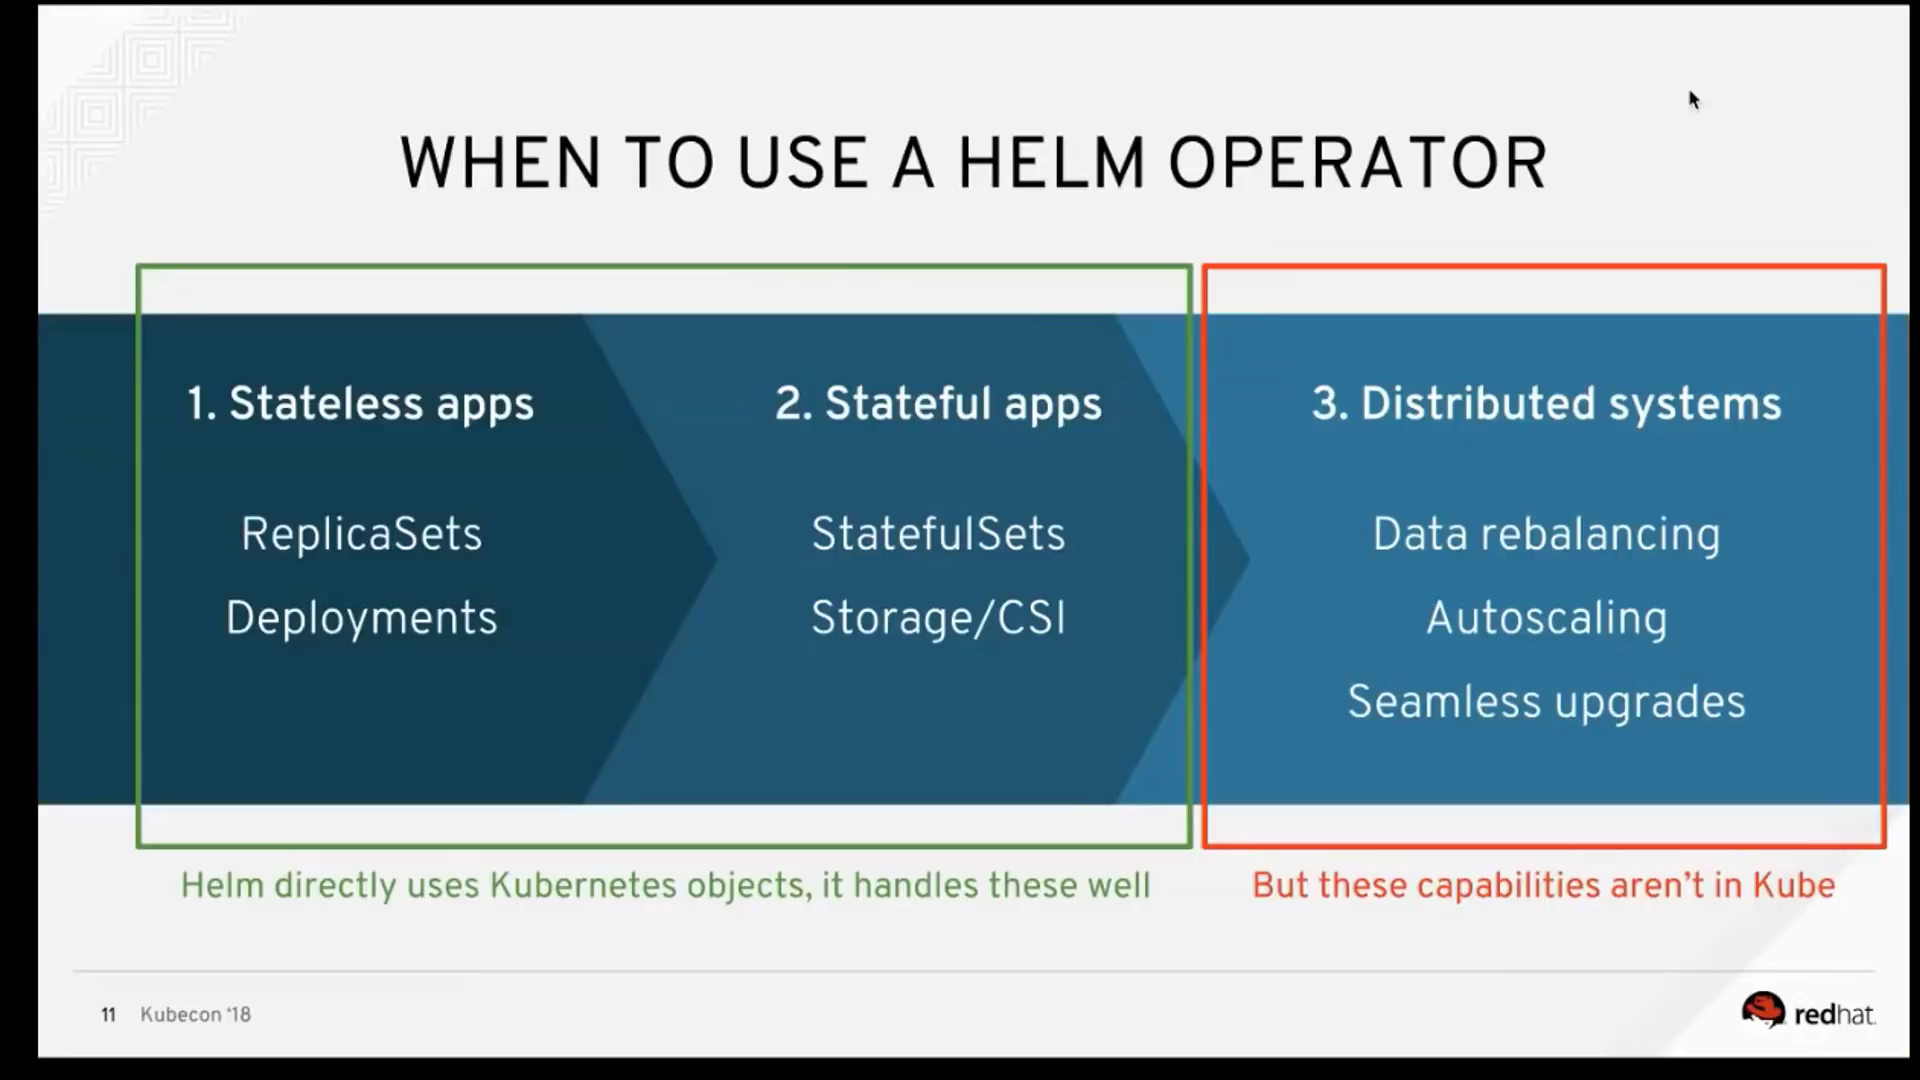 WHEN TO USE A HELM OPERATOR
1. Stateless apps
ReplicaSets
Deployments
2. Stateful apps
StatefulSets
Storage/CSI
3. Distributed systems
Data rebalancing
Autoscaling
Seamless upgrades
Helm directly uses Kubernetes objects, it handles these well
But these capabilities aren’t in Kube
11 Kubecon ‘18
redhat.